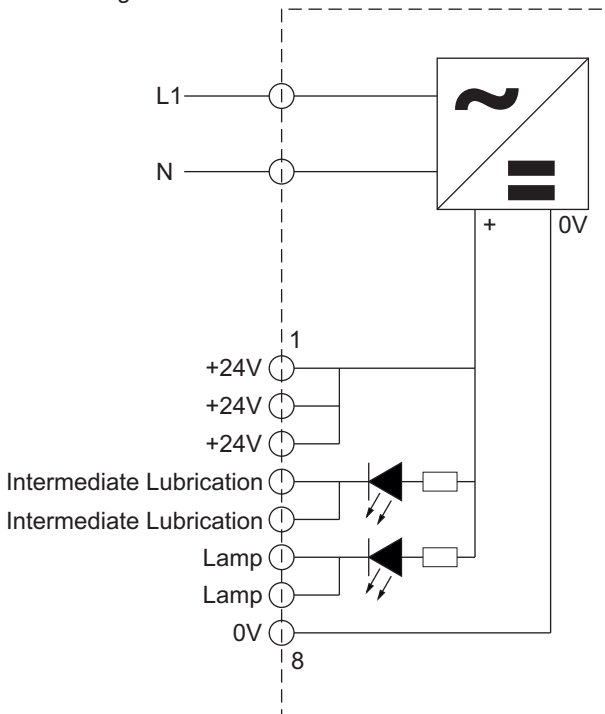 L1
N
+ 0V
1
+24V
+24V
+24V
Intermediate Lubrication
Intermediate Lubrication
Lamp
Lamp
0V
8